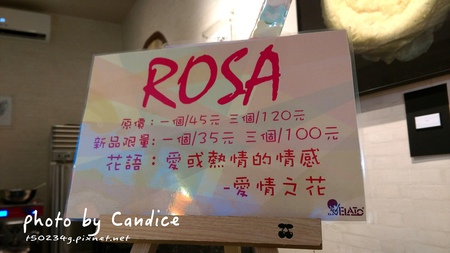 ROSA
原價：一個/45元 三個/120元
新品限量:一個/35元 三個/100元
花語：愛或熱情的情感
-愛情之花
photo by Candice
t50234g.pixnet.net